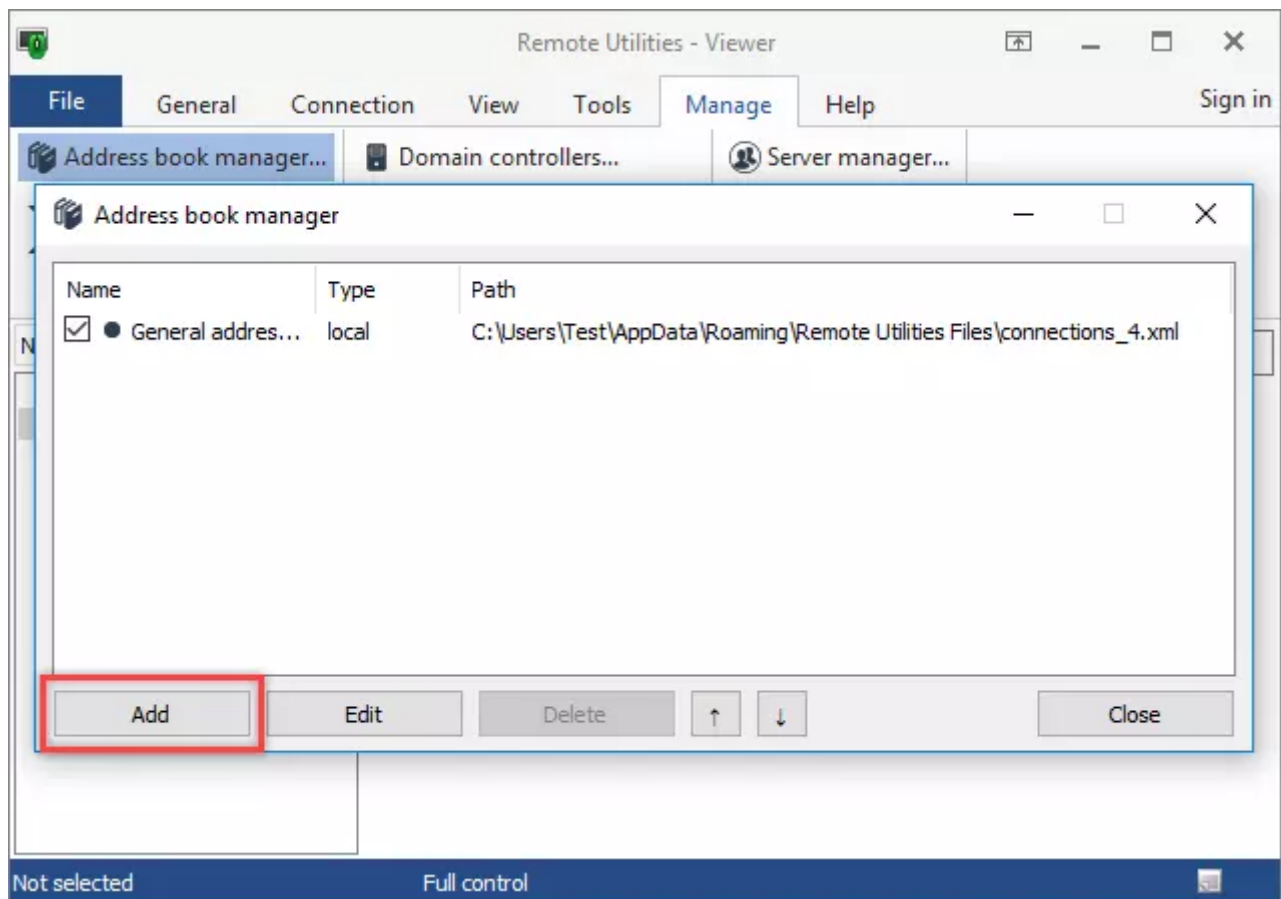 Remote Utilities - Viewer
File General Connection View Tools Manage Help Sign in
Address book manager... Domain controllers... Server manager...
Address book manager
Name Type Path
General addres... local C:\Users\Test\AppData\Roaming\Remote Utilities Files\connections_4.xml
N
Add Edit Delete ↑ ↓ Close
Not selected Full control